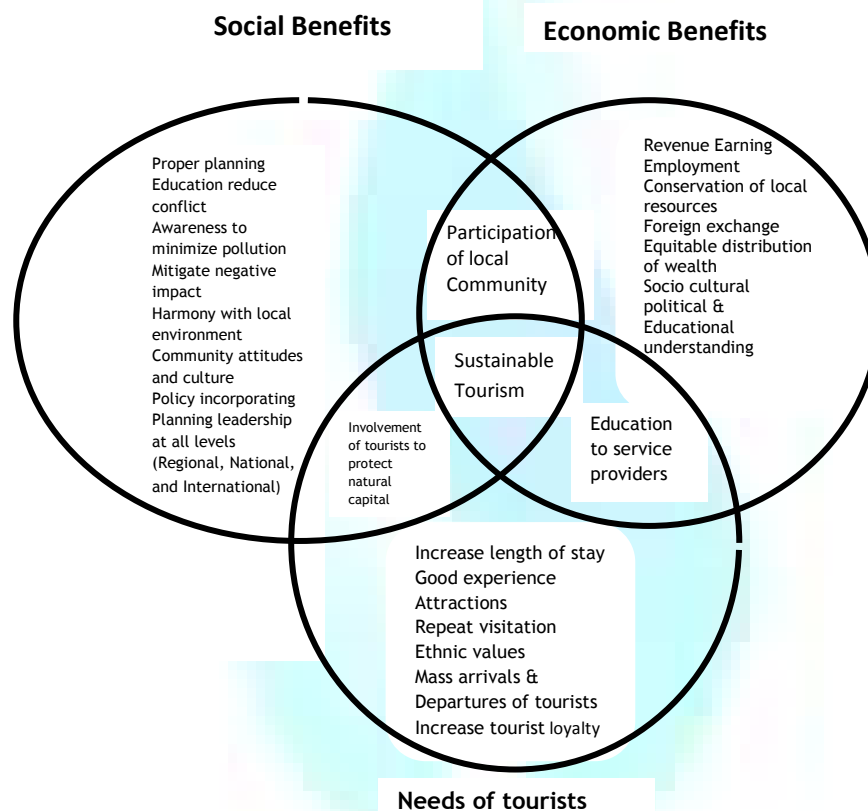 Social Benefits
Economic Benefits
Proper planning
Education reduce
conflict
Awareness to
minimize pollution
Mitigate negative
impact
Harmony with local
environment
Community attitudes
and culture
Policy incorporating
Planning leadership
at all levels
(Regional, National,
and International)
Participation
of local
Community
Revenue Earning
Employment
Conservation of local
resources
Foreign exchange
Equitable distribution
of wealth
Socio cultural
political &
Educational
understanding
Sustainable
Tourism
Involvement
of tourists to
protect
natural
capital
Education
to service
providers
Increase length of stay
Good experience
Attractions
Repeat visitation
Ethnic values
Mass arrivals &
Departures of tourists
Increase tourist loyalty
Needs of tourists